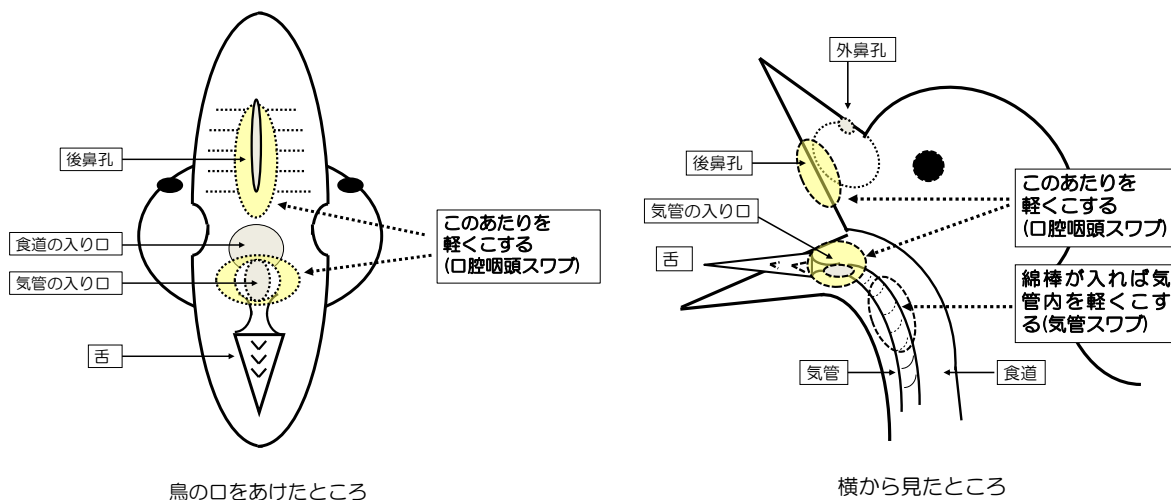 後鼻孔
食道の入り口
気管の入り口
舌
このあたりを
軽くこする
(口腔咽頭スワブ)
鳥の口をあけたところ
外鼻孔
後鼻孔
気管の入り口
舌
気管
食道
このあたりを
軽くこする
(口腔咽頭スワブ)
綿棒が入れば気
管内を軽くこす
る(気管スワブ)
横から見たところ